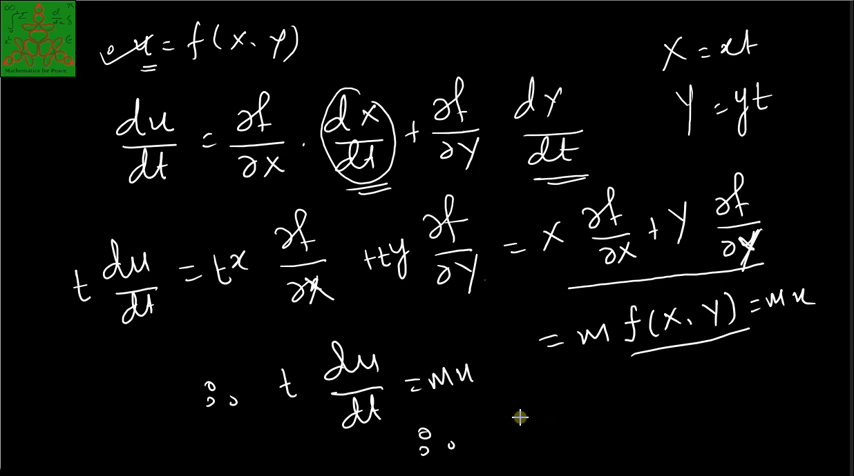 u = f(X, Y)
X = xt
Y = yt
du/dt = ∂f/∂X · dX/dt + ∂f/∂Y dY/dt
t du/dt = tx ∂f/∂X + ty ∂f/∂Y = X ∂f/∂X + Y ∂f/∂Y
= m f(X, Y) = mu
∴ t du/dt = mu
∴
Mathematics for Peace